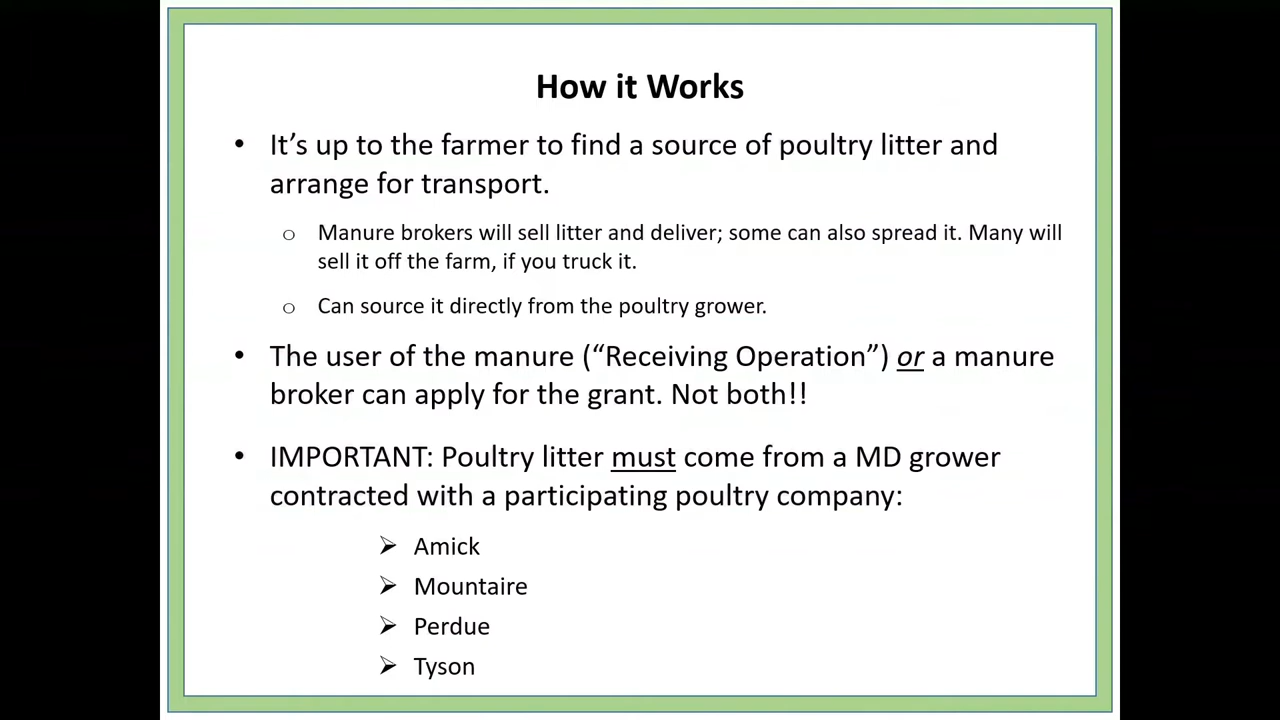 How it Works
• It’s up to the farmer to find a source of poultry litter and
arrange for transport.
o Manure brokers will sell litter and deliver; some can also spread it. Many will
sell it off the farm, if you truck it.
o Can source it directly from the poultry grower.
• The user of the manure (“Receiving Operation”) or a manure
broker can apply for the grant. Not both!!
• IMPORTANT: Poultry litter must come from a MD grower
contracted with a participating poultry company:
➢ Amick
➢ Mountaire
➢ Perdue
➢ Tyson